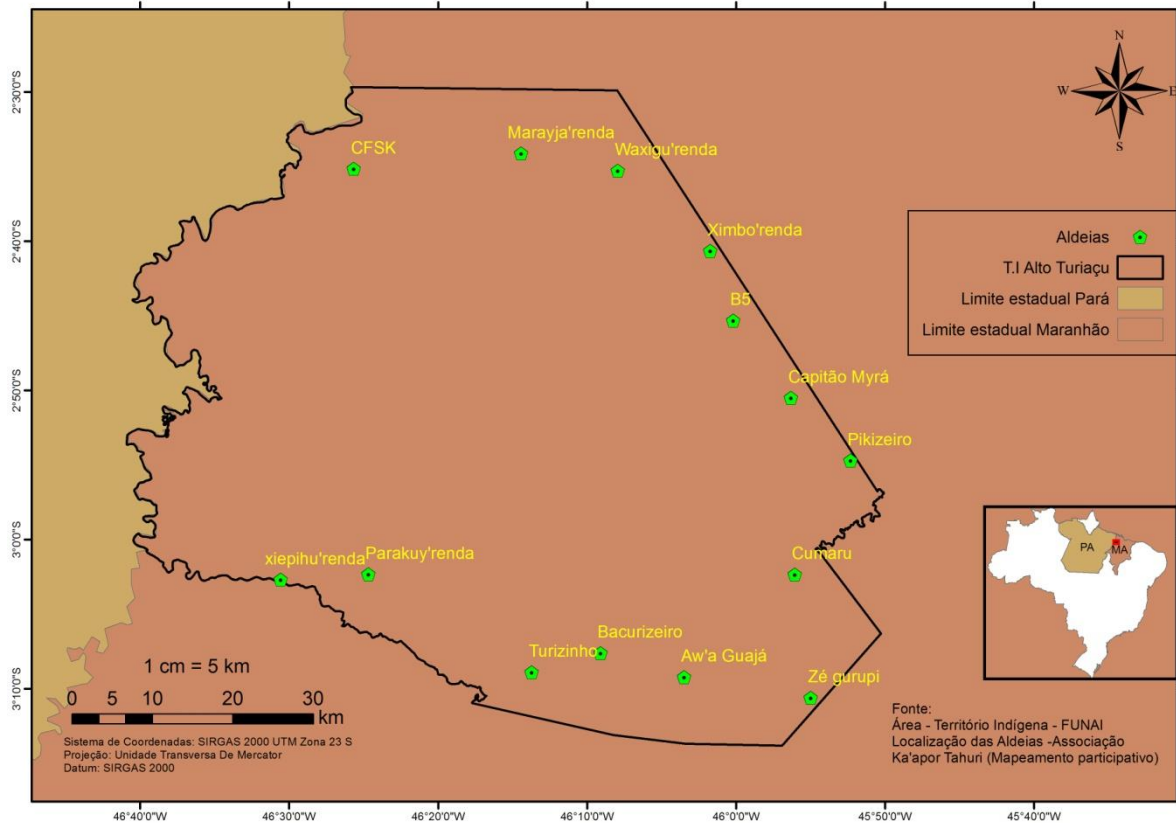 N
W
E
S
2°30'0"S
2°40'0"S
2°50'0"S
3°0'0"S
3°10'0"S
CFSK
Marayja'renda
Waxigu'renda
Ximbo'renda
B5
Capitão Myrá
Pikizeiro
Cumaru
xiepihu'renda
Parakuy'renda
Turizinho
Bacurizeiro
Aw'a Guajá
Zé gurupi
Aldeias
T.I Alto Turiaçu
Limite estadual Pará
Limite estadual Maranhão
PA
MA
1 cm = 5 km
0 5 10 20 30
km
Sistema de Coordenadas: SIRGAS 2000 UTM Zona 23 S
Projeção: Unidade Transversa De Mercator
Datum: SIRGAS 2000
Fonte:
Área - Território Indígena - FUNAI
Localização das Aldeias -Associação
Ka'apor Tahuri (Mapeamento participativo)
46°40'0"W
46°30'0"W
46°20'0"W
46°10'0"W
46°0'0"W
45°50'0"W
45°40'0"W